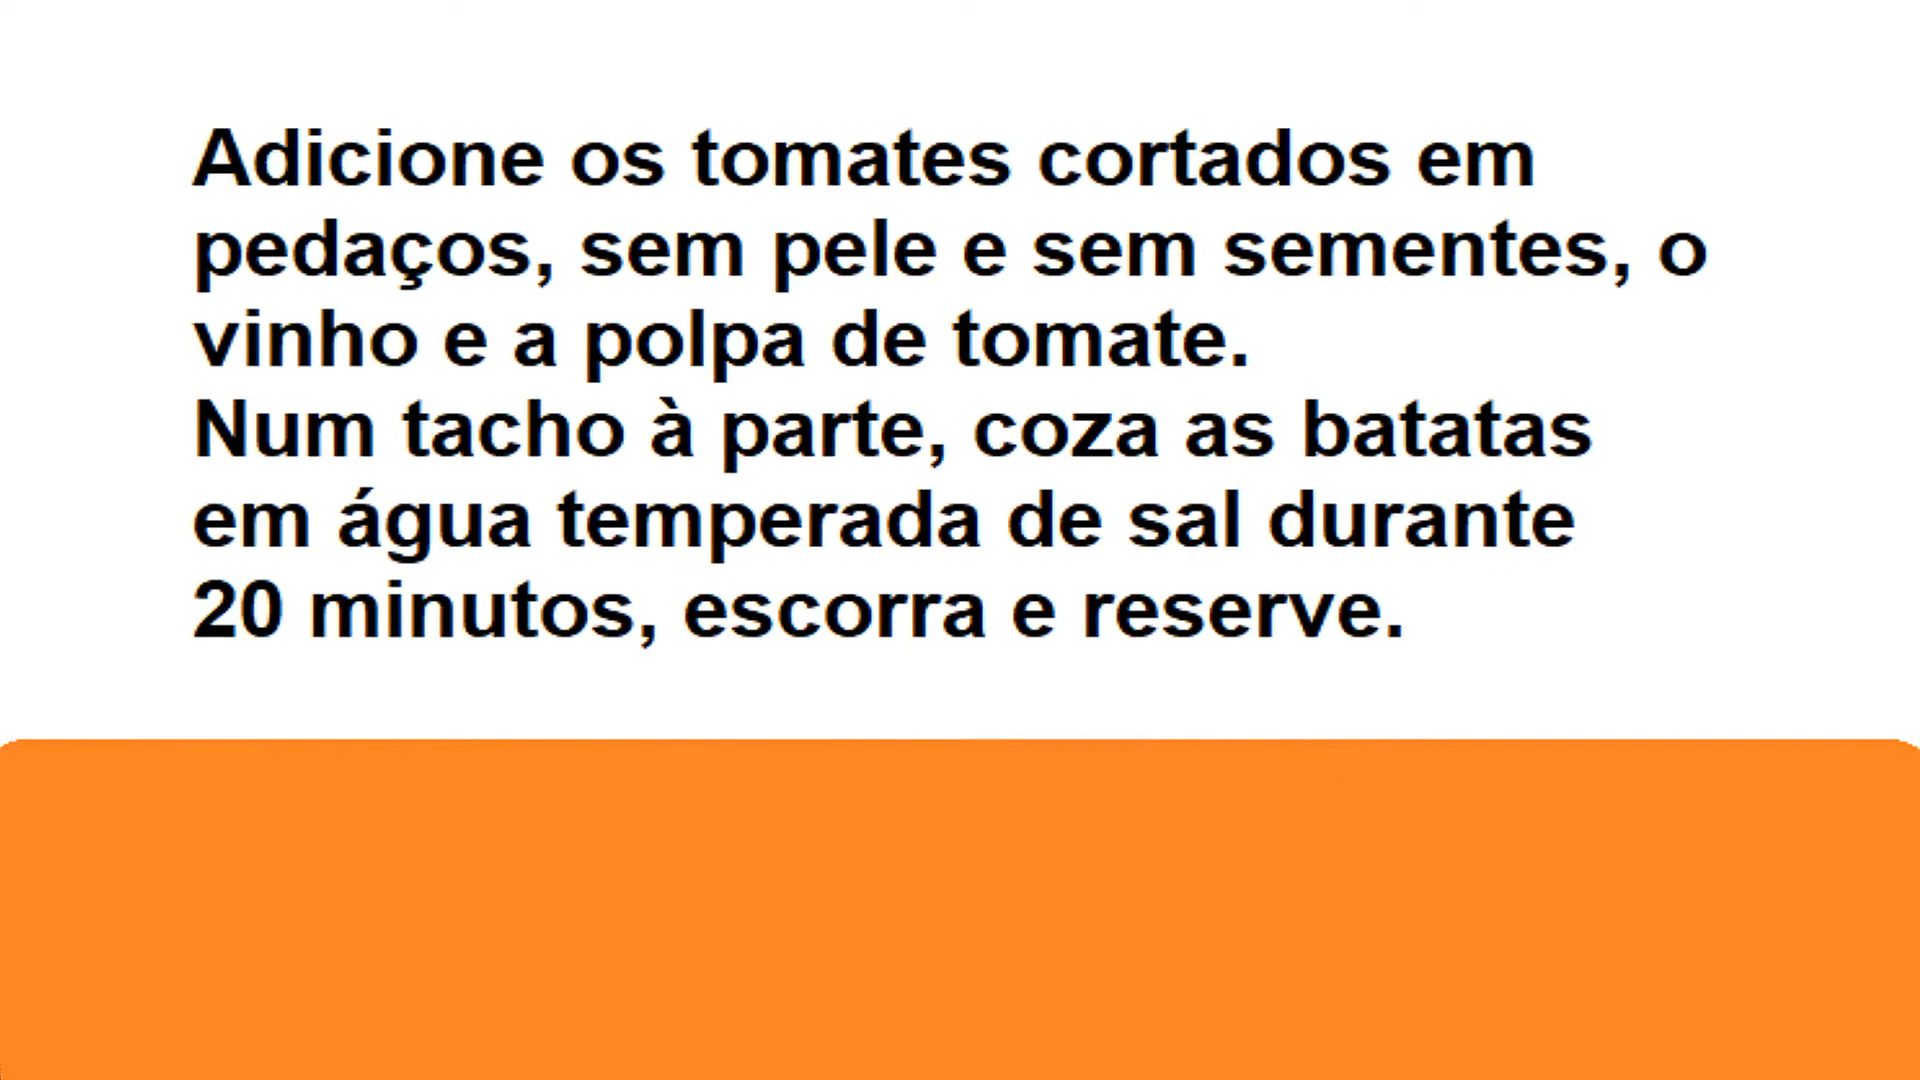 Adicione os tomates cortados em
pedaços, sem pele e sem sementes, o
vinho e a polpa de tomate.
Num tacho à parte, coza as batatas
em água temperada de sal durante
20 minutos, escorra e reserve.